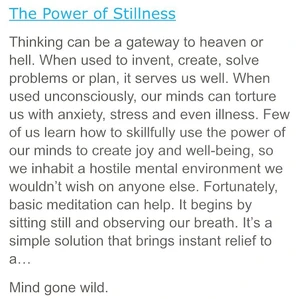 The Power of Stillness
Thinking can be a gateway to heaven or
hell. When used to invent, create, solve
problems or plan, it serves us well. When
used unconsciously, our minds can torture
us with anxiety, stress and even illness. Few
of us learn how to skillfully use the power of
our minds to create joy and well-being, so
we inhabit a hostile mental environment we
wouldn't wish on anyone else. Fortunately,
basic meditation can help. It begins by
sitting still and observing our breath. It's a
simple solution that brings instant relief to
a…
Mind gone wild.